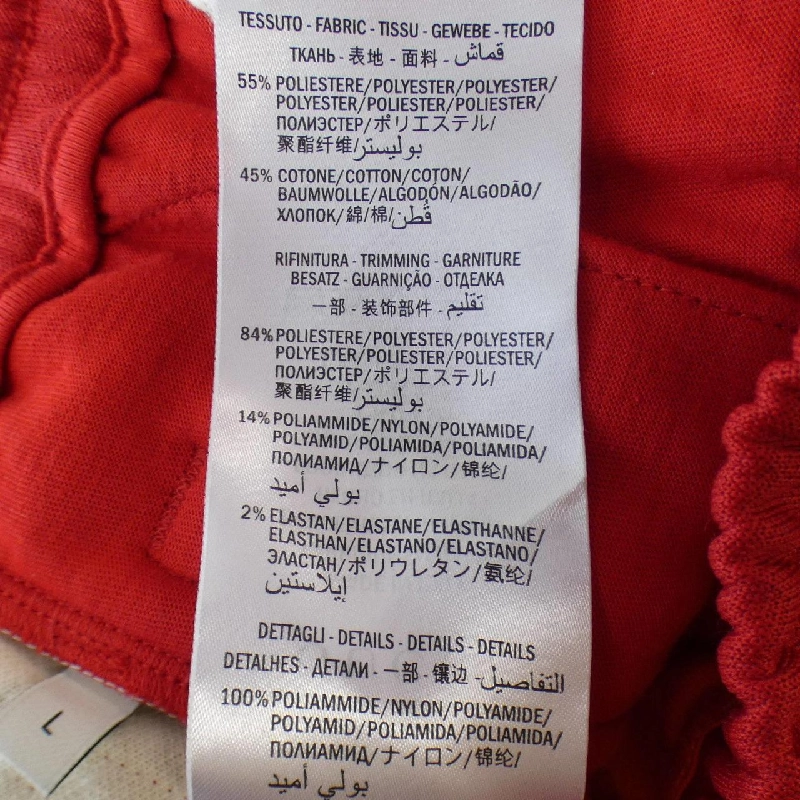 TESSUTO - FABRIC - TISSU - GEWEBE - TECIDO
ТКАНЬ - 表地 - 面料 - قماش
55% POLIESTERE/POLYESTER/POLYESTER/
POLYESTER/POLIESTER/POLIESTER/
ПОЛИЭСТЕР/ポリエステル/
聚酯纤维/بوليستر
45% COTONE/COTTON/COTON/
BAUMWOLLE/ALGODÓN/ALGODÃO/
ХЛОПОК/綿/棉/قُطن
RIFINITURA - TRIMMING - GARNITURE
BESATZ - GUARNIÇÃO - ОТДЕЛКА
一部 - 装饰部件 - تقليم
84% POLIESTERE/POLYESTER/POLYESTER/
POLYESTER/POLIESTER/POLIESTER/
ПОЛИЭСТЕР/ポリエステル/
聚酯纤维/بوليستر
14% POLIAMMIDE/NYLON/POLYAMIDE/
POLYAMID/POLIAMIDA/POLIAMIDA/
ПОЛИАМИД/ナイロン/锦纶/
بولي أميد
2% ELASTAN/ELASTANE/ELASTHANNE/
ELASTHAN/ELASTANO/ELASTANO/
ЭЛАСТАН/ポリウレタン/氨纶/
إيلاستين
DETTAGLI - DETAILS - DETAILS - DETAILS
DETALHES - ДЕТАЛИ - 一部 - 镶边 - التفاصيل
100% POLIAMMIDE/NYLON/POLYAMIDE/
POLYAMID/POLIAMIDA/POLIAMIDA/
ПОЛИАМИД/ナイロン/锦纶/
بولي أميد
L